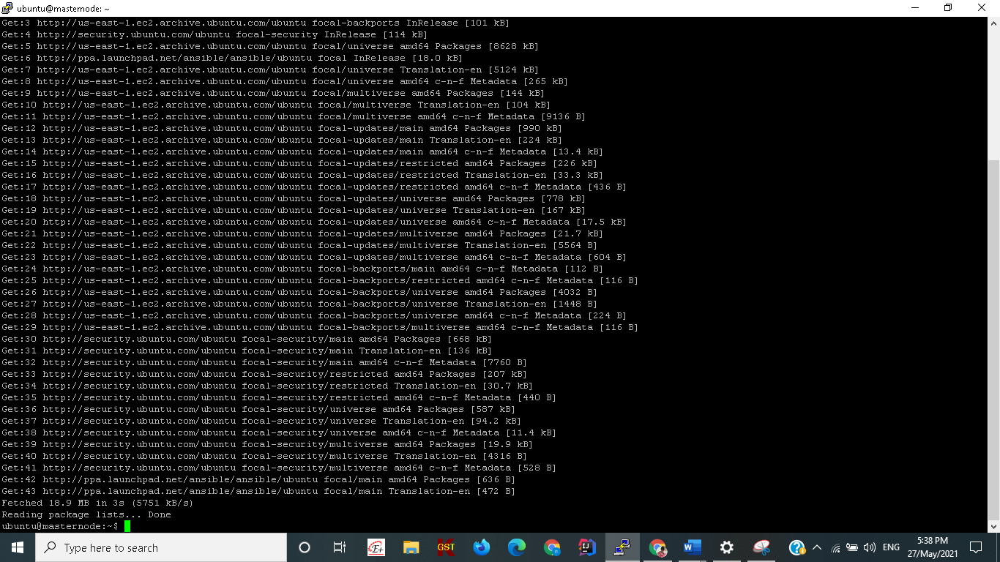 ubuntu@masternode: ~
Get:3 http://us-east-1.ec2.archive.ubuntu.com/ubuntu focal-backports InRelease [101 kB]
Get:4 http://security.ubuntu.com/ubuntu focal-security InRelease [114 kB]
Get:5 http://us-east-1.ec2.archive.ubuntu.com/ubuntu focal/universe amd64 Packages [8628 kB]
Get:6 http://ppa.launchpad.net/ansible/ansible/ubuntu focal InRelease [18.0 kB]
Get:7 http://us-east-1.ec2.archive.ubuntu.com/ubuntu focal/universe Translation-en [5124 kB]
Get:8 http://us-east-1.ec2.archive.ubuntu.com/ubuntu focal/universe amd64 c-n-f Metadata [265 kB]
Get:9 http://us-east-1.ec2.archive.ubuntu.com/ubuntu focal/multiverse amd64 Packages [144 kB]
Get:10 http://us-east-1.ec2.archive.ubuntu.com/ubuntu focal/multiverse Translation-en [104 kB]
Get:11 http://us-east-1.ec2.archive.ubuntu.com/ubuntu focal/multiverse amd64 c-n-f Metadata [9136 B]
Get:12 http://us-east-1.ec2.archive.ubuntu.com/ubuntu focal-updates/main amd64 Packages [990 kB]
Get:13 http://us-east-1.ec2.archive.ubuntu.com/ubuntu focal-updates/main Translation-en [224 kB]
Get:14 http://us-east-1.ec2.archive.ubuntu.com/ubuntu focal-updates/main amd64 c-n-f Metadata [13.4 kB]
Get:15 http://us-east-1.ec2.archive.ubuntu.com/ubuntu focal-updates/restricted amd64 Packages [226 kB]
Get:16 http://us-east-1.ec2.archive.ubuntu.com/ubuntu focal-updates/restricted Translation-en [33.3 kB]
Get:17 http://us-east-1.ec2.archive.ubuntu.com/ubuntu focal-updates/restricted amd64 c-n-f Metadata [436 B]
Get:18 http://us-east-1.ec2.archive.ubuntu.com/ubuntu focal-updates/universe amd64 Packages [778 kB]
Get:19 http://us-east-1.ec2.archive.ubuntu.com/ubuntu focal-updates/universe Translation-en [167 kB]
Get:20 http://us-east-1.ec2.archive.ubuntu.com/ubuntu focal-updates/universe amd64 c-n-f Metadata [17.5 kB]
Get:21 http://us-east-1.ec2.archive.ubuntu.com/ubuntu focal-updates/multiverse amd64 Packages [21.7 kB]
Get:22 http://us-east-1.ec2.archive.ubuntu.com/ubuntu focal-updates/multiverse Translation-en [5564 B]
Get:23 http://us-east-1.ec2.archive.ubuntu.com/ubuntu focal-updates/multiverse amd64 c-n-f Metadata [604 B]
Get:24 http://us-east-1.ec2.archive.ubuntu.com/ubuntu focal-backports/main amd64 c-n-f Metadata [112 B]
Get:25 http://us-east-1.ec2.archive.ubuntu.com/ubuntu focal-backports/restricted amd64 c-n-f Metadata [116 B]
Get:26 http://us-east-1.ec2.archive.ubuntu.com/ubuntu focal-backports/universe amd64 Packages [4032 B]
Get:27 http://us-east-1.ec2.archive.ubuntu.com/ubuntu focal-backports/universe Translation-en [1448 B]
Get:28 http://us-east-1.ec2.archive.ubuntu.com/ubuntu focal-backports/universe amd64 c-n-f Metadata [224 B]
Get:29 http://us-east-1.ec2.archive.ubuntu.com/ubuntu focal-backports/multiverse amd64 c-n-f Metadata [116 B]
Get:30 http://security.ubuntu.com/ubuntu focal-security/main amd64 Packages [668 kB]
Get:31 http://security.ubuntu.com/ubuntu focal-security/main Translation-en [136 kB]
Get:32 http://security.ubuntu.com/ubuntu focal-security/main amd64 c-n-f Metadata [7760 B]
Get:33 http://security.ubuntu.com/ubuntu focal-security/restricted amd64 Packages [207 kB]
Get:34 http://security.ubuntu.com/ubuntu focal-security/restricted Translation-en [30.7 kB]
Get:35 http://security.ubuntu.com/ubuntu focal-security/restricted amd64 c-n-f Metadata [440 B]
Get:36 http://security.ubuntu.com/ubuntu focal-security/universe amd64 Packages [587 kB]
Get:37 http://security.ubuntu.com/ubuntu focal-security/universe Translation-en [94.2 kB]
Get:38 http://security.ubuntu.com/ubuntu focal-security/universe amd64 c-n-f Metadata [11.4 kB]
Get:39 http://security.ubuntu.com/ubuntu focal-security/multiverse amd64 Packages [19.9 kB]
Get:40 http://security.ubuntu.com/ubuntu focal-security/multiverse Translation-en [4316 B]
Get:41 http://security.ubuntu.com/ubuntu focal-security/multiverse amd64 c-n-f Metadata [528 B]
Get:42 http://ppa.launchpad.net/ansible/ansible/ubuntu focal/main amd64 Packages [636 B]
Get:43 http://ppa.launchpad.net/ansible/ansible/ubuntu focal/main Translation-en [472 B]
Fetched 18.9 MB in 3s (5751 kB/s)
Reading package lists... Done
ubuntu@masternode:~$
Type here to search
E+
GST
IJ
W
ENG
5:38 PM
27/May/2021